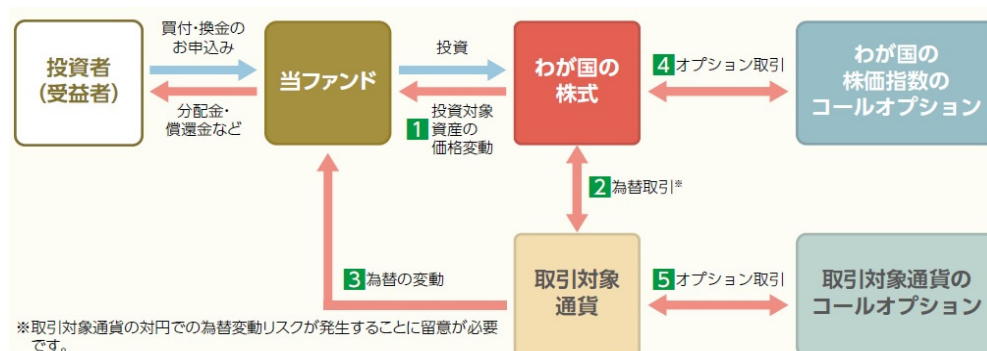 買付・換金の
お申込み
投資者
(受益者)
分配金・
償還金など
当ファンド
投資
1 投資対象
資産の
価格変動
わが国の
株式
4 オプション取引
わが国の
株価指数の
コールオプション
2 為替取引※
3 為替の変動
取引対象
通貨
5 オプション取引
取引対象通貨の
コールオプション
※取引対象通貨の対円での為替変動リスクが発生することに留意が必要
です。